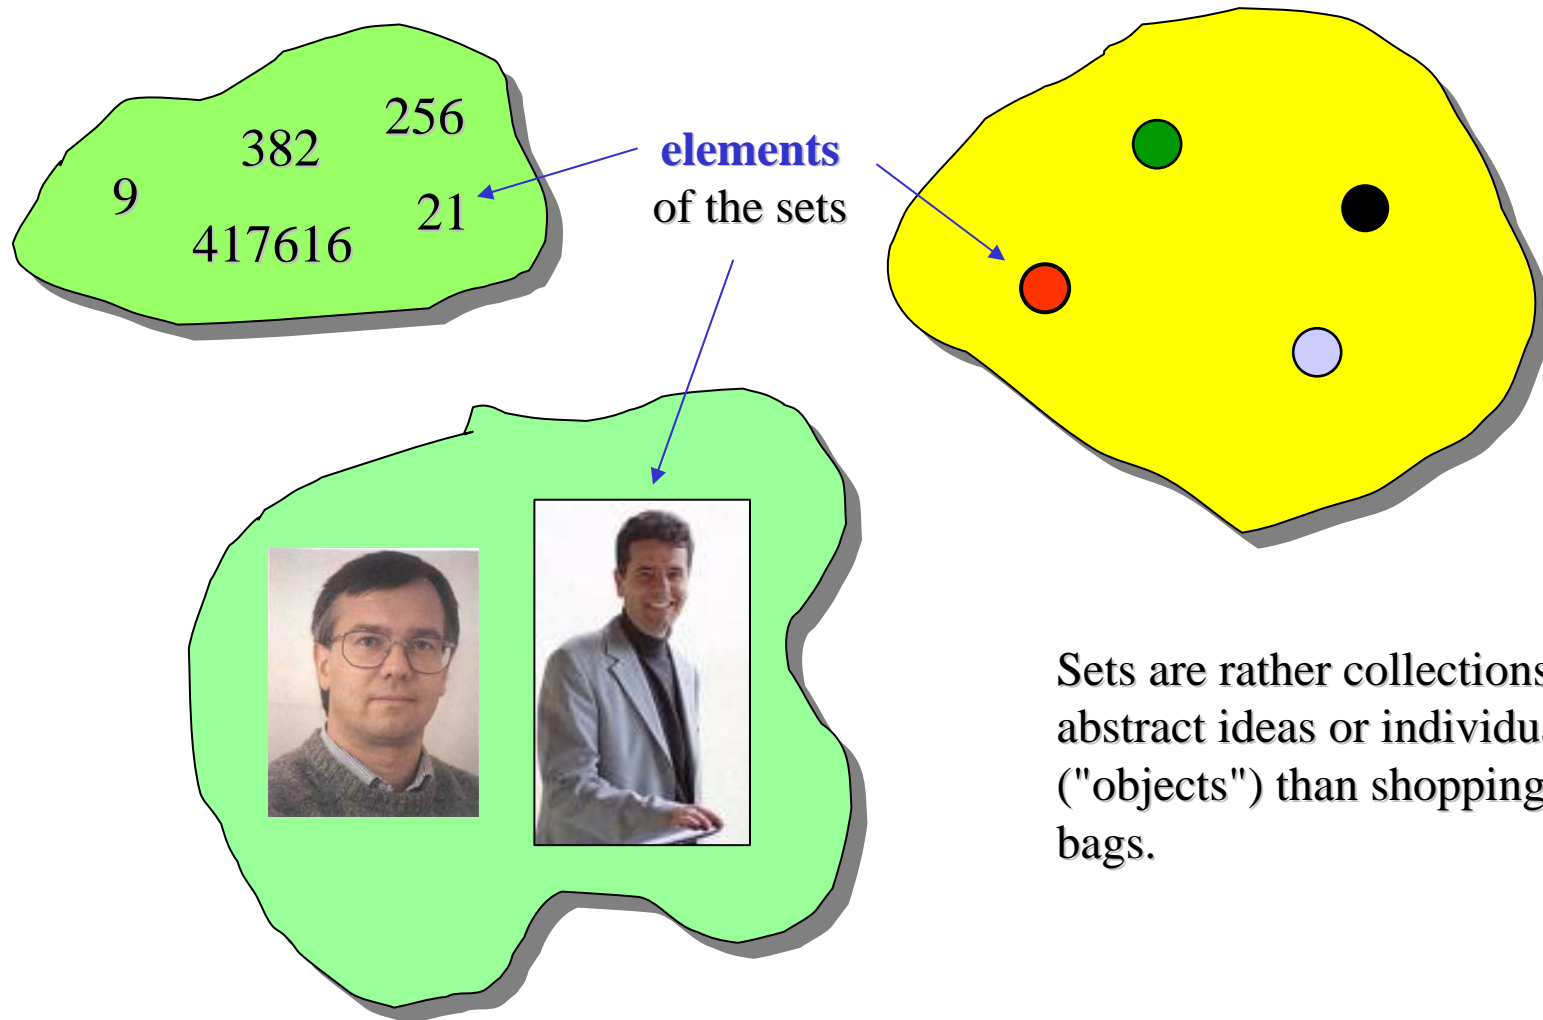 256
382
9
21
417616
elements
of the sets
Sets are rather collections
abstract ideas or individua
("objects") than shopping
bags.